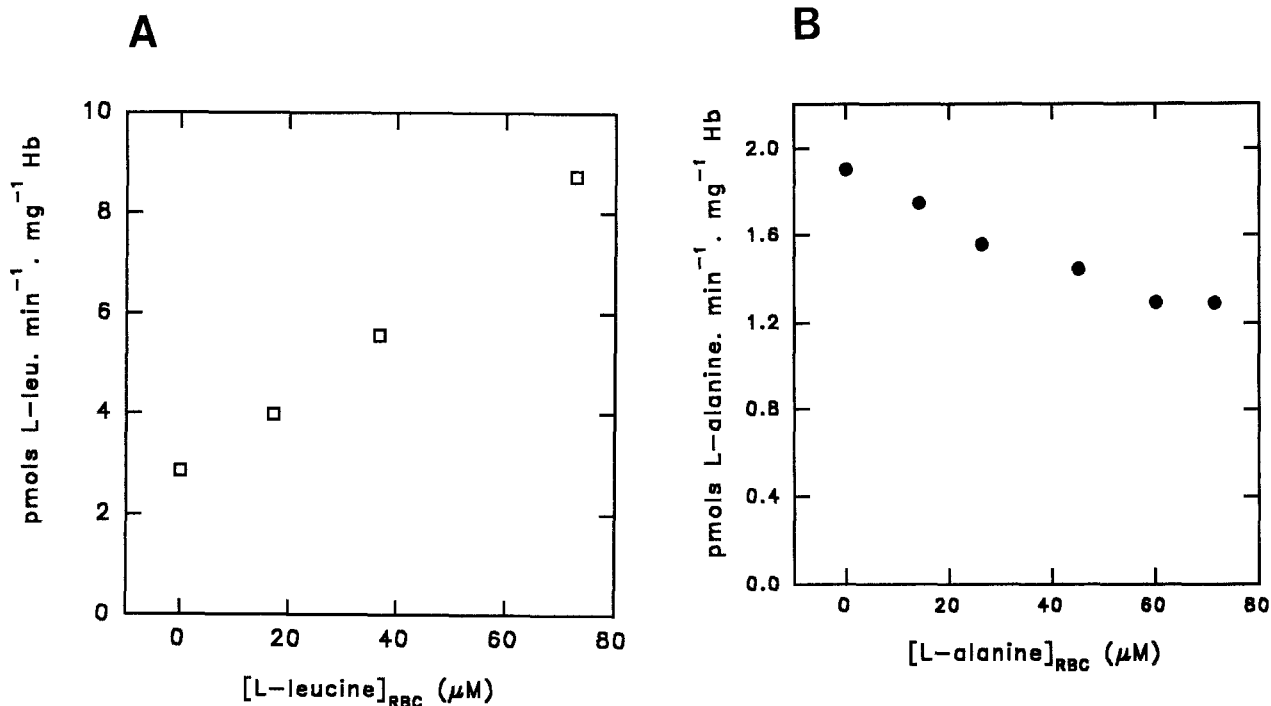 A
pmols L-leu. min⁻¹. mg⁻¹ Hb
10
8
6
4
2
0
0 20 40 60 80
[L-leucine]RBC (μM)
B
pmols L-alanine. min⁻¹. mg⁻¹ Hb
2.0
1.6
1.2
0.8
0.4
0.0
0 20 40 60 80
[L-alanine]RBC (μM)